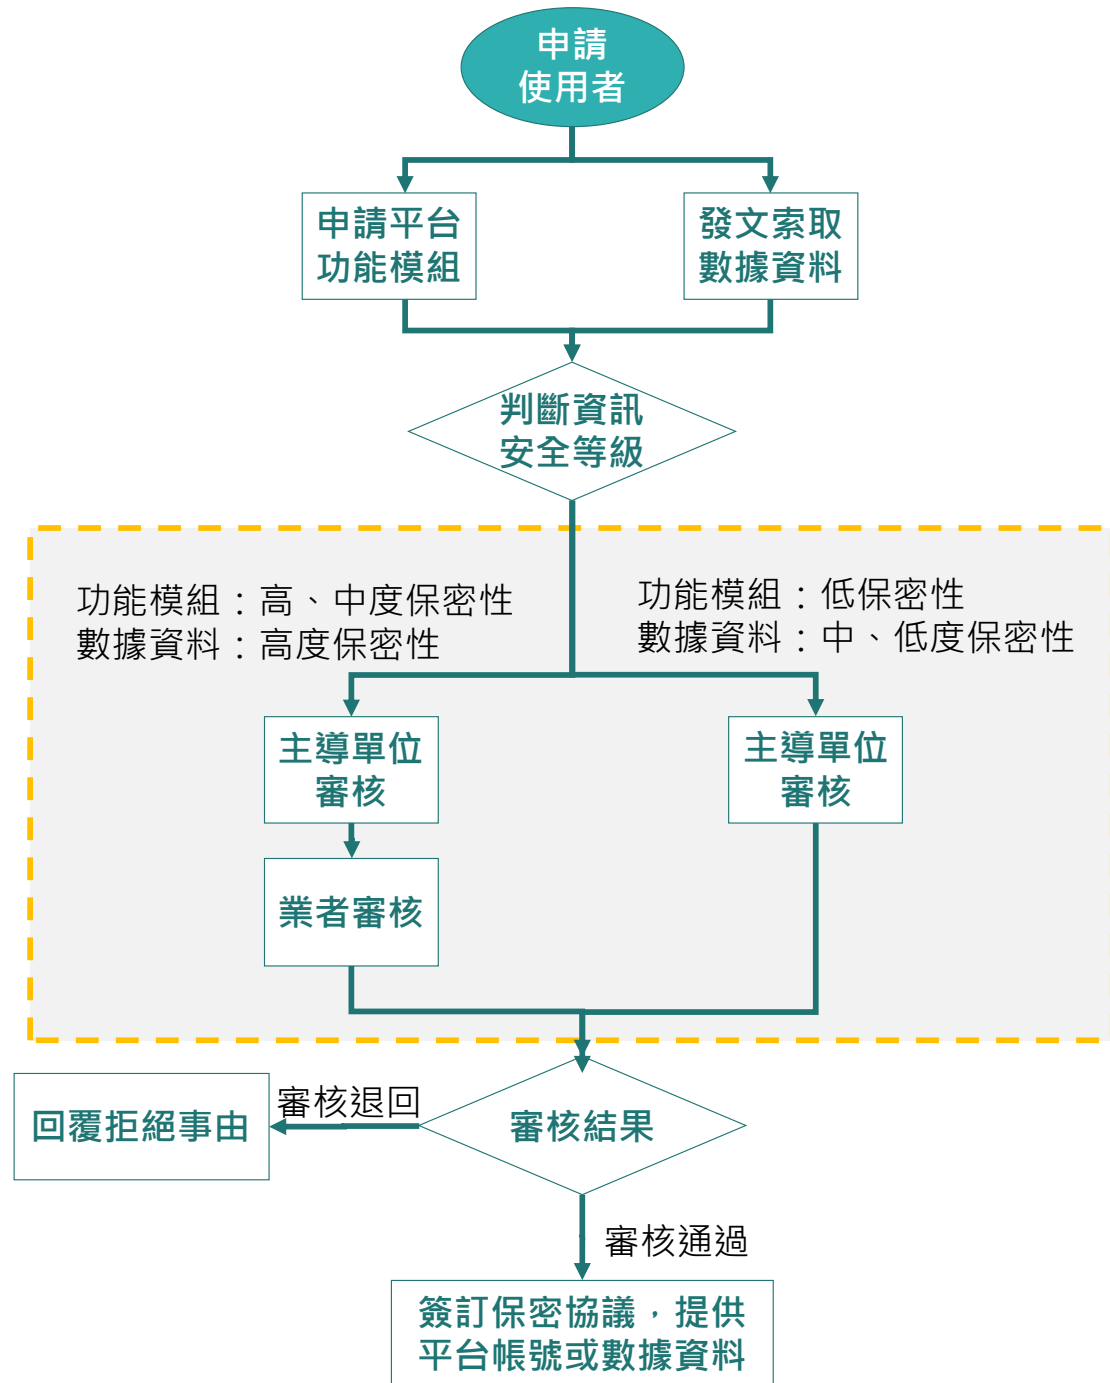 申請
使用者
申請平台
功能模組
發文索取
數據資料
判斷資訊
安全等級
功能模組：高、中度保密性
數據資料：高度保密性
功能模組：低保密性
數據資料：中、低度保密性
主導單位
審核
主導單位
審核
業者審核
審核結果
審核退回
回覆拒絕事由
審核通過
簽訂保密協議，提供
平台帳號或數據資料